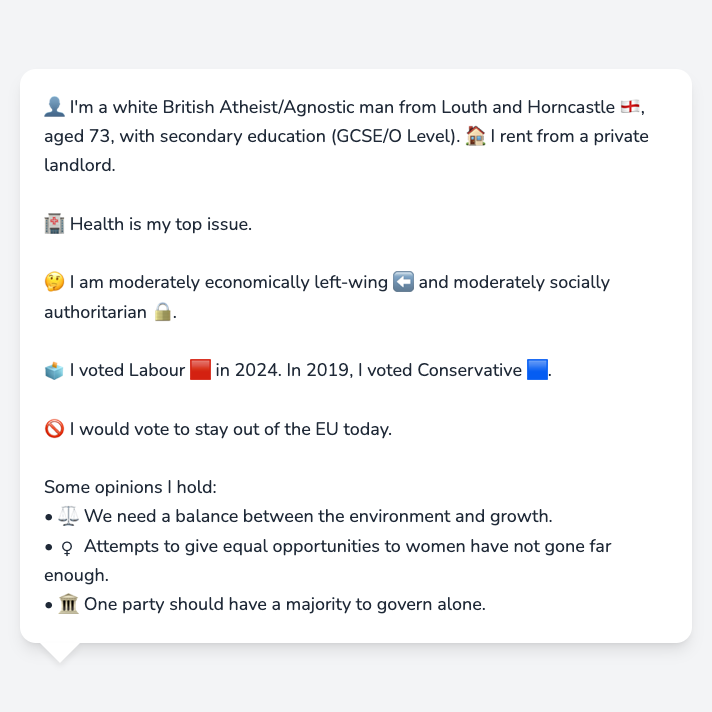 👤 I'm a white British Atheist/Agnostic man from Louth and Horncastle 🏴󠁧󠁢󠁥󠁮󠁧󠁿,
aged 73, with secondary education (GCSE/O Level). 🏠 I rent from a private
landlord.
🏥 Health is my top issue.
🤔 I am moderately economically left-wing ⬅️ and moderately socially
authoritarian 🔒.
🗳️ I voted Labour 🟥 in 2024. In 2019, I voted Conservative 🟦.
🚫 I would vote to stay out of the EU today.
Some opinions I hold:
• ⚖️ We need a balance between the environment and growth.
• ♀ Attempts to give equal opportunities to women have not gone far
enough.
• 🏛️ One party should have a majority to govern alone.